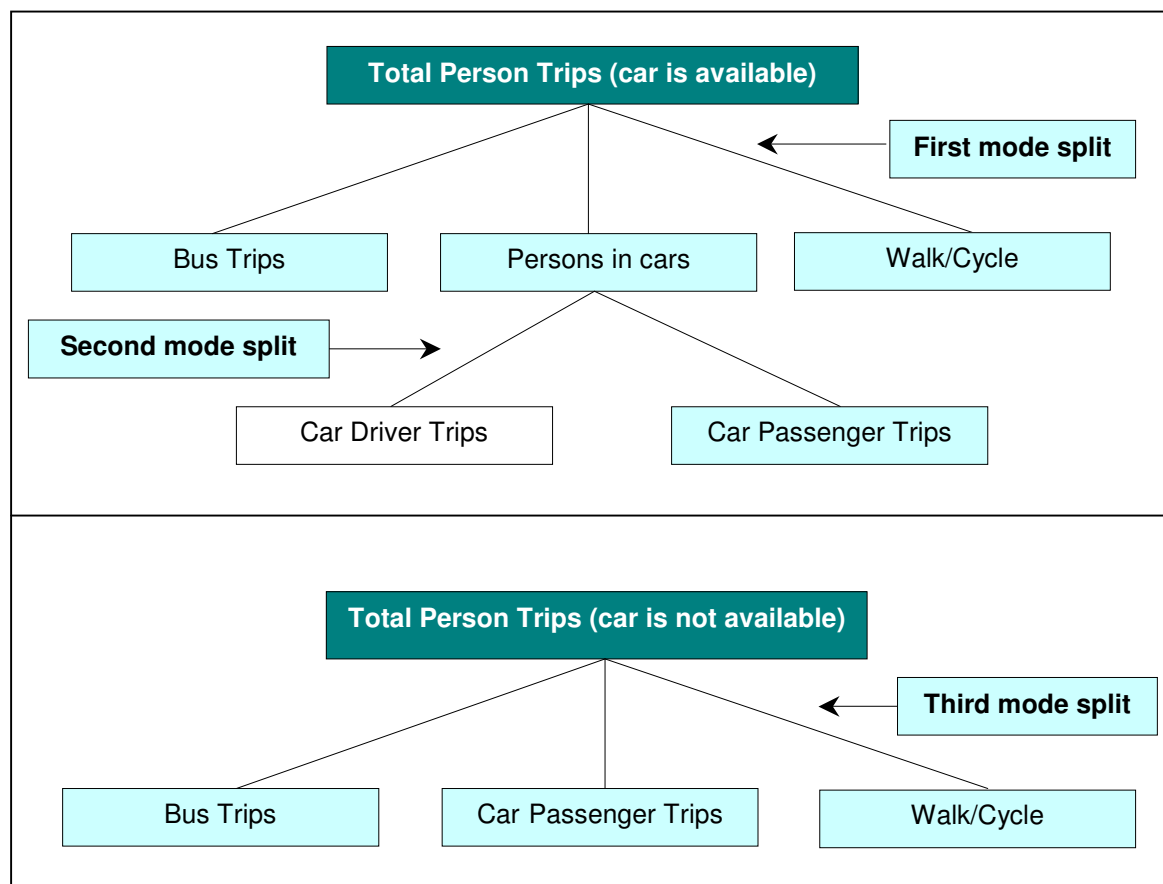 Total Person Trips (car is available)
First mode split
Bus Trips
Persons in cars
Walk/Cycle
Second mode split
Car Driver Trips
Car Passenger Trips
Total Person Trips (car is not available)
Third mode split
Bus Trips
Car Passenger Trips
Walk/Cycle